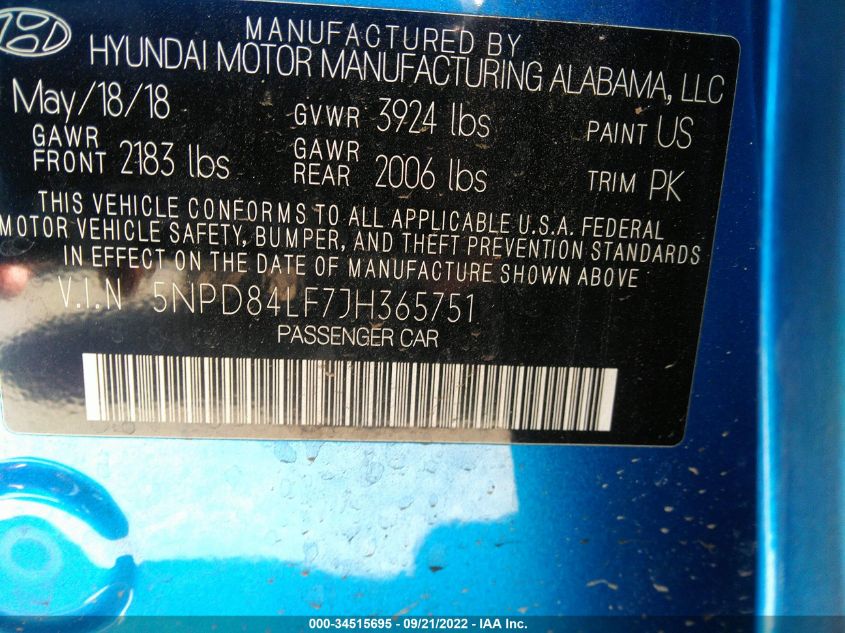 MANUFACTURED BY
HYUNDAI MOTOR MANUFACTURING ALABAMA, LLC
May/18/18 GVWR 3924 lbs PAINT US
GAWR FRONT 2183 lbs GAWR REAR 2006 lbs TRIM PK
THIS VEHICLE CONFORMS TO ALL APPLICABLE U.S.A. FEDERAL
MOTOR VEHICLE SAFETY, BUMPER, AND THEFT PREVENTION STANDARDS
IN EFFECT ON THE DATE OF MANUFACTURE SHOWN ABOVE
V.I.N 5NPD84LF7JH365751
PASSENGER CAR
000-34515695 - 09/21/2022 - IAA Inc.